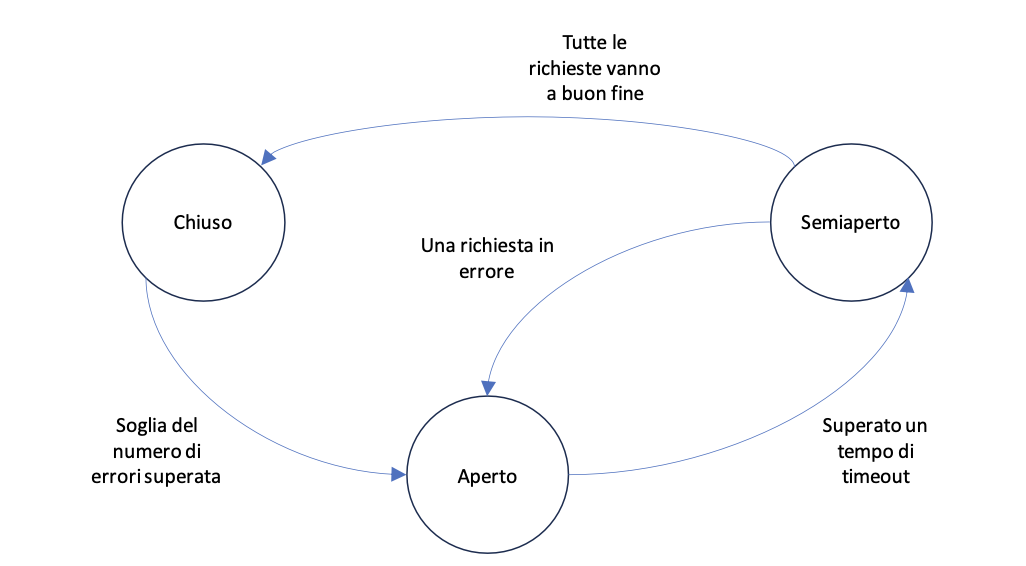 Tutte le
richieste vanno
a buon fine
Chiuso
Semiaperto
Una richiesta in
errore
Soglia del
numero di
errori superata
Aperto
Superato un
tempo di
timeout